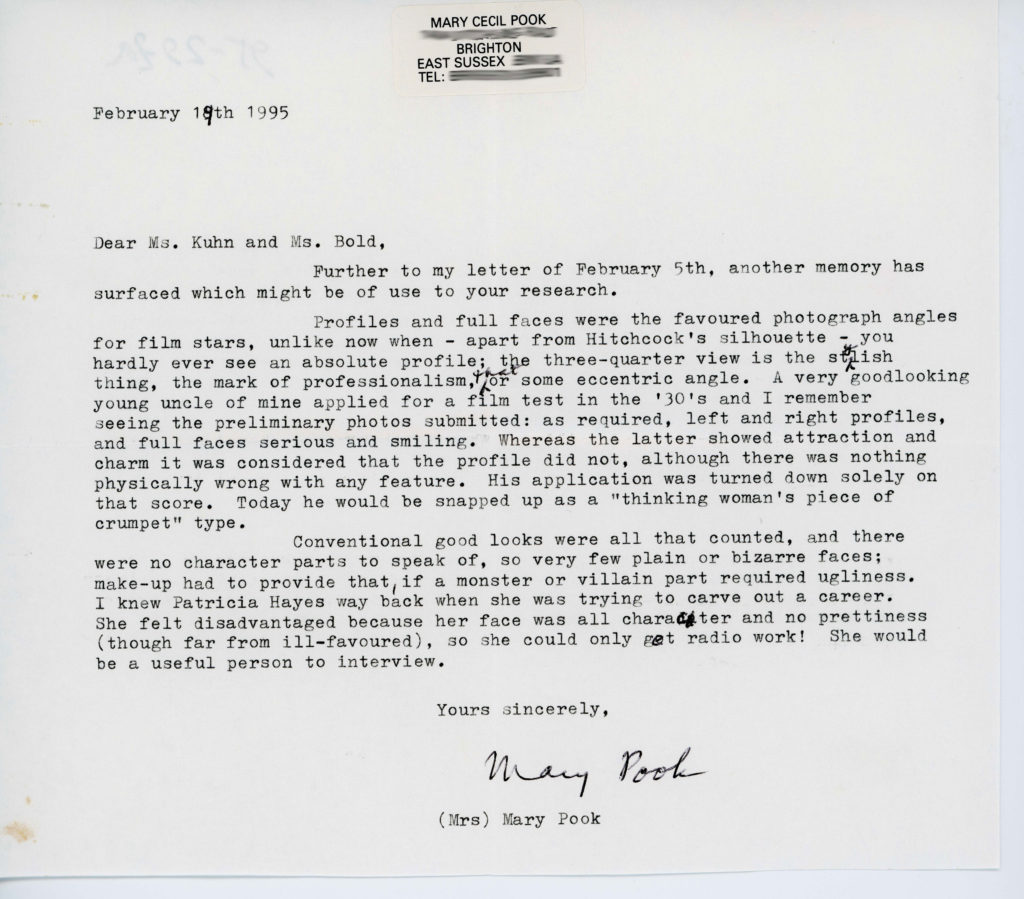 MARY CECIL POOK
BRIGHTON
EAST SUSSEX
TEL:
February 19th 1995
Dear Ms. Kuhn and Ms. Bold,
Further to my letter of February 5th, another memory has
surfaced which might be of use to your research.
Profiles and full faces were the favoured photograph angles
for film stars, unlike now when - apart from Hitchcock's silhouette - you
hardly ever see an absolute profile; the three-quarter view is the stylish
thing, the mark of professionalism, that or some eccentric angle. A very goodlooking
young uncle of mine applied for a film test in the '30's and I remember
seeing the preliminary photos submitted: as required, left and right profiles,
and full faces serious and smiling. Whereas the latter showed attraction and
charm it was considered that the profile did not, although there was nothing
physically wrong with any feature. His application was turned down solely on
that score. Today he would be snapped up as a "thinking woman's piece of
crumpet" type.
Conventional good looks were all that counted, and there
were no character parts to speak of, so very few plain or bizarre faces;
make-up had to provide that, if a monster or villain part required ugliness.
I knew Patricia Hayes way back when she was trying to carve out a career.
She felt disadvantaged because her face was all character and no prettiness
(though far from ill-favoured), so she could only get radio work! She would
be a useful person to interview.
Yours sincerely,
Mary Pook
(Mrs) Mary Pook